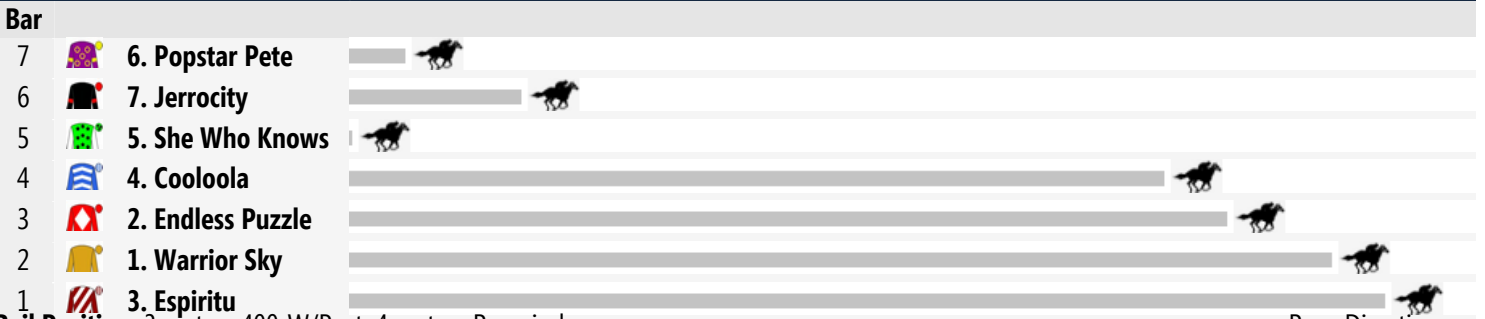 Bar
7 6. Popstar Pete
6 7. Jerrocity
5 5. She Who Knows
4 4. Cooloola
3 2. Endless Puzzle
2 1. Warrior Sky
1 3. Espiritu